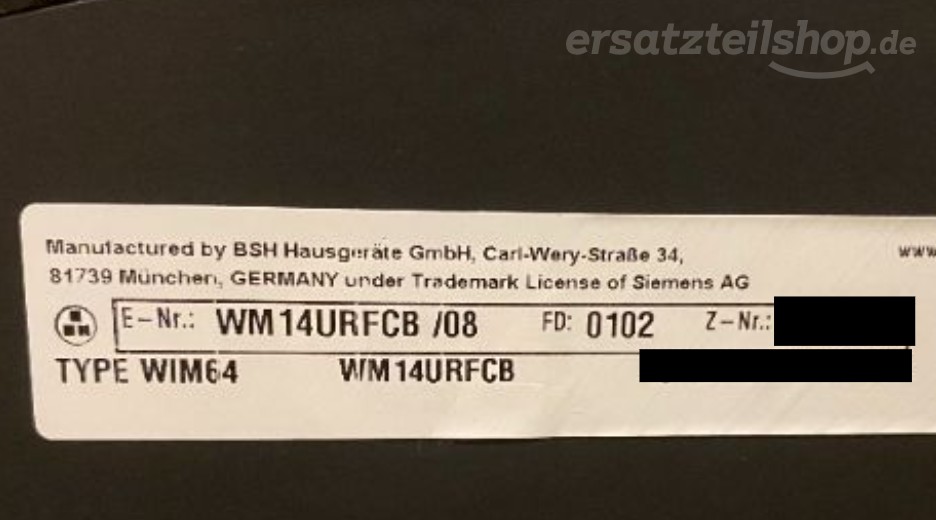 ersatzteilshop.de
Manufactured by BSH Hausgeräte GmbH, Carl-Wery-Straße 34,
www
81739 München, GERMANY under Trademark License of Siemens AG
E-Nr.: WM14URFCB /08 FD: 0102 Z-Nr.:
TYPE WIM64 WM14URFCB